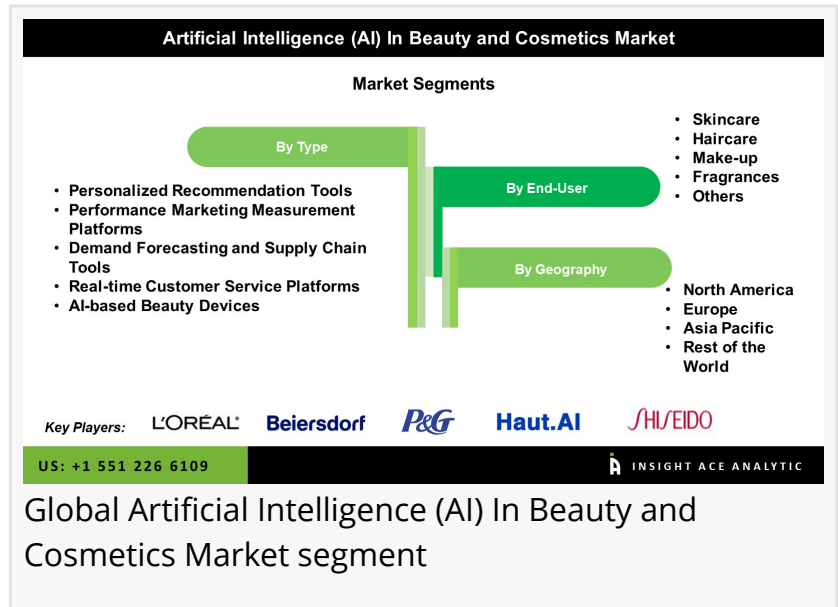 Artificial Intelligence (AI) In Beauty and Cosmetics Market
Market Segments
By Type
• Personalized Recommendation Tools
• Performance Marketing Measurement
Platforms
• Demand Forecasting and Supply Chain
Tools
• Real-time Customer Service Platforms
• AI-based Beauty Devices
By End-User
• Skincare
• Haircare
• Make-up
• Fragrances
• Others
By Geography
• North America
• Europe
• Asia Pacific
• Rest of the
World
Key Players: L'ORÉAL Beiersdorf P&G Haut.AI SHISEIDO
US: +1 551 226 6109 INSIGHT ACE ANALYTIC
Global Artificial Intelligence (AI) In Beauty and
Cosmetics Market segment